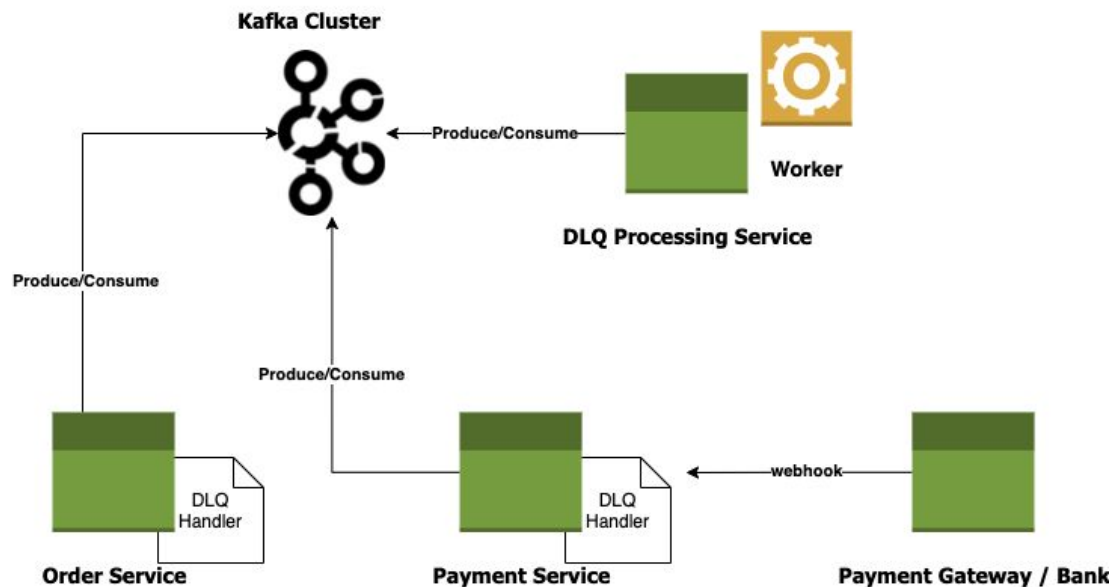 Kafka Cluster
Produce/Consume
Worker
DLQ Processing Service
Produce/Consume
Produce/Consume
webhook
DLQ
Handler
DLQ
Handler
Order Service
Payment Service
Payment Gateway / Bank